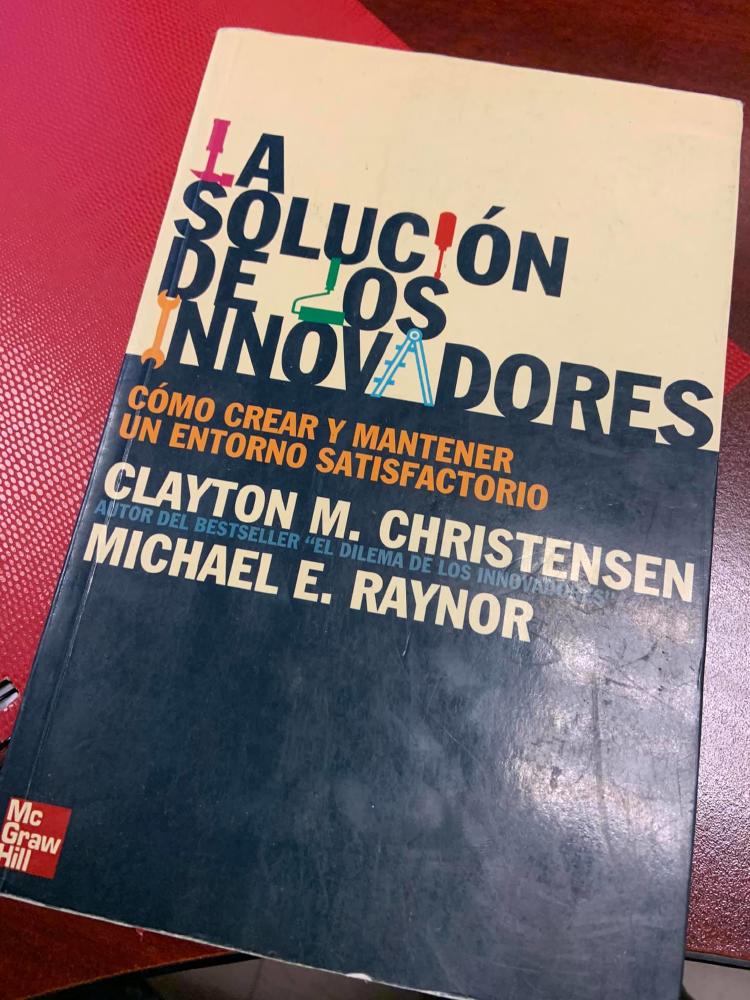 LA
SOLUCIÓN
DE LOS
INNOVADORES
CÓMO CREAR Y MANTENER
UN ENTORNO SATISFACTORIO
CLAYTON M. CHRISTENSEN
AUTOR DEL BESTSELLER "EL DILEMA DE LOS INNOVADORES"
MICHAEL E. RAYNOR
Mc
Graw
Hill